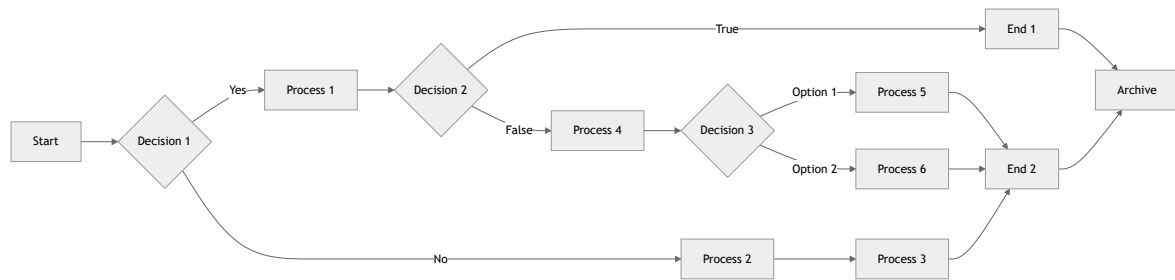 Start
Decision 1
Yes
Process 1
Decision 2
True
End 1
Archive
False
Process 4
Decision 3
Option 1
Process 5
Option 2
Process 6
End 2
No
Process 2
Process 3